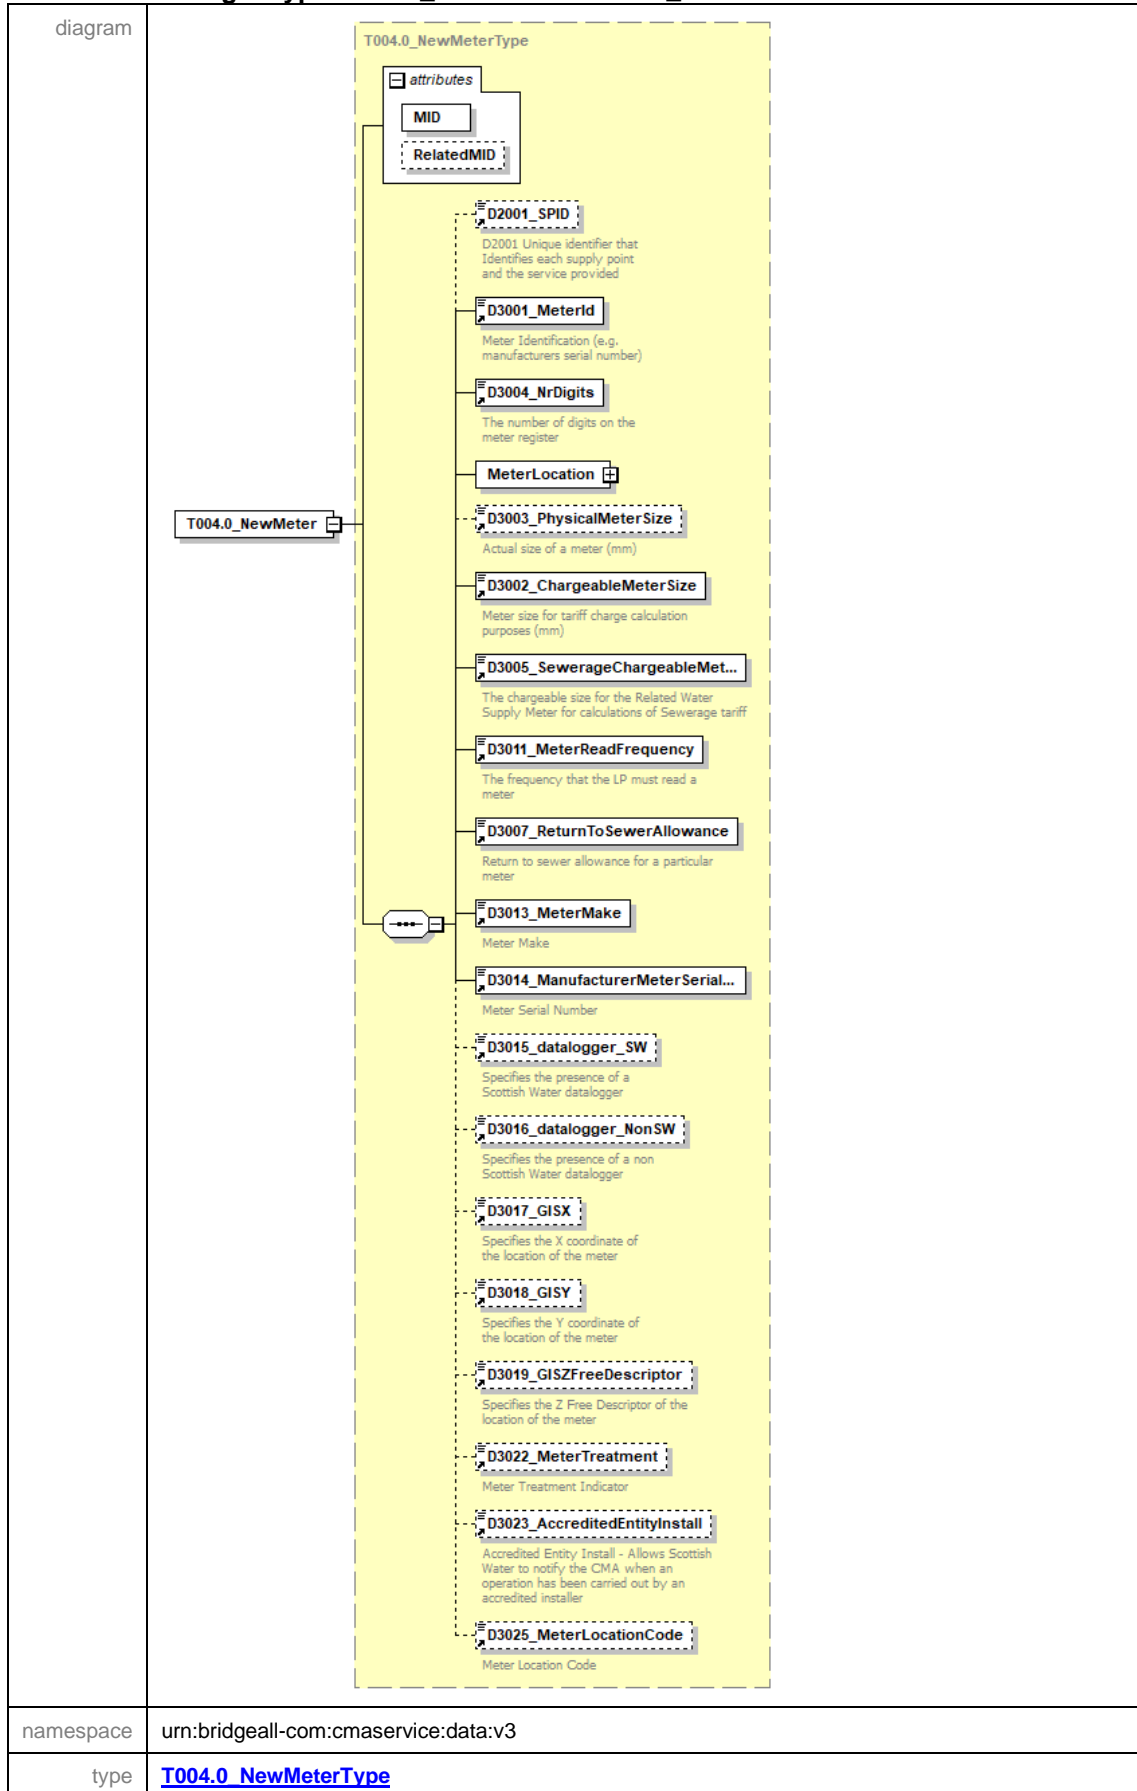 diagram
T004.0_NewMeterType
attributes
MID
RelatedMID
D2001_SPID
D2001 Unique identifier that
Identifies each supply point
and the service provided
D3001_MeterId
Meter Identification (e.g.
manufacturers serial number)
D3004_NrDigits
The number of digits on the
meter register
MeterLocation
T004.0_NewMeter
D3003_PhysicalMeterSize
Actual size of a meter (mm)
D3002_ChargeableMeterSize
Meter size for tariff charge calculation
purposes (mm)
D3005_SewerageChargeableMet...
The chargeable size for the Related Water
Supply Meter for calculations of Sewerage tariff
D3011_MeterReadFrequency
The frequency that the LP must read a
meter
D3007_ReturnToSewerAllowance
Return to sewer allowance for a particular
meter
D3013_MeterMake
Meter Make
D3014_ManufacturerMeterSerial...
Meter Serial Number
D3015_datalogger_SW
Specifies the presence of a
Scottish Water datalogger
D3016_datalogger_NonSW
Specifies the presence of a non
Scottish Water datalogger
D3017_GISX
Specifies the X coordinate of
the location of the meter
D3018_GISY
Specifies the Y coordinate of
the location of the meter
D3019_GISZFreeDescriptor
Specifies the Z Free Descriptor of the
location of the meter
D3022_MeterTreatment
Meter Treatment Indicator
D3023_AccreditedEntityInstall
Accredited Entity Install - Allows Scottish
Water to notify the CMA when an
operation has been carried out by an
accredited installer
D3025_MeterLocationCode
Meter Location Code
namespace
urn:bridgeall-com:cmaservice:data:v3
type
T004.0_NewMeterType